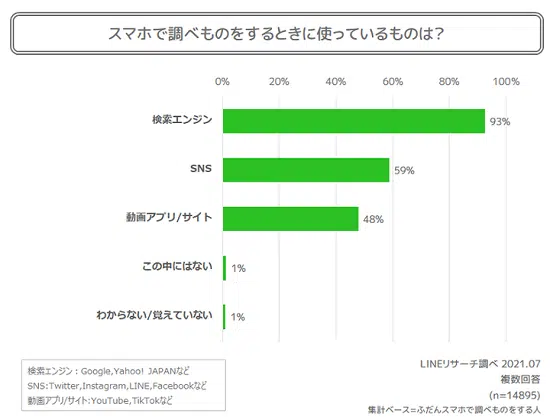 スマホで調べものをするときに使っているものは？
0%
20%
40%
60%
80%
100%
検索エンジン
93%
SNS
59%
動画アプリ/サイト
48%
この中にはない
1%
わからない/覚えていない
1%
検索エンジン：Google,Yahoo! JAPANなど
SNS:Twitter,Instagram,LINE,Facebookなど
動画アプリ/サイト:YouTube,TikTokなど
LINEリサーチ調べ 2021.07
複数回答
(n=14895)
集計ベース=ふだんスマホで調べものをする人